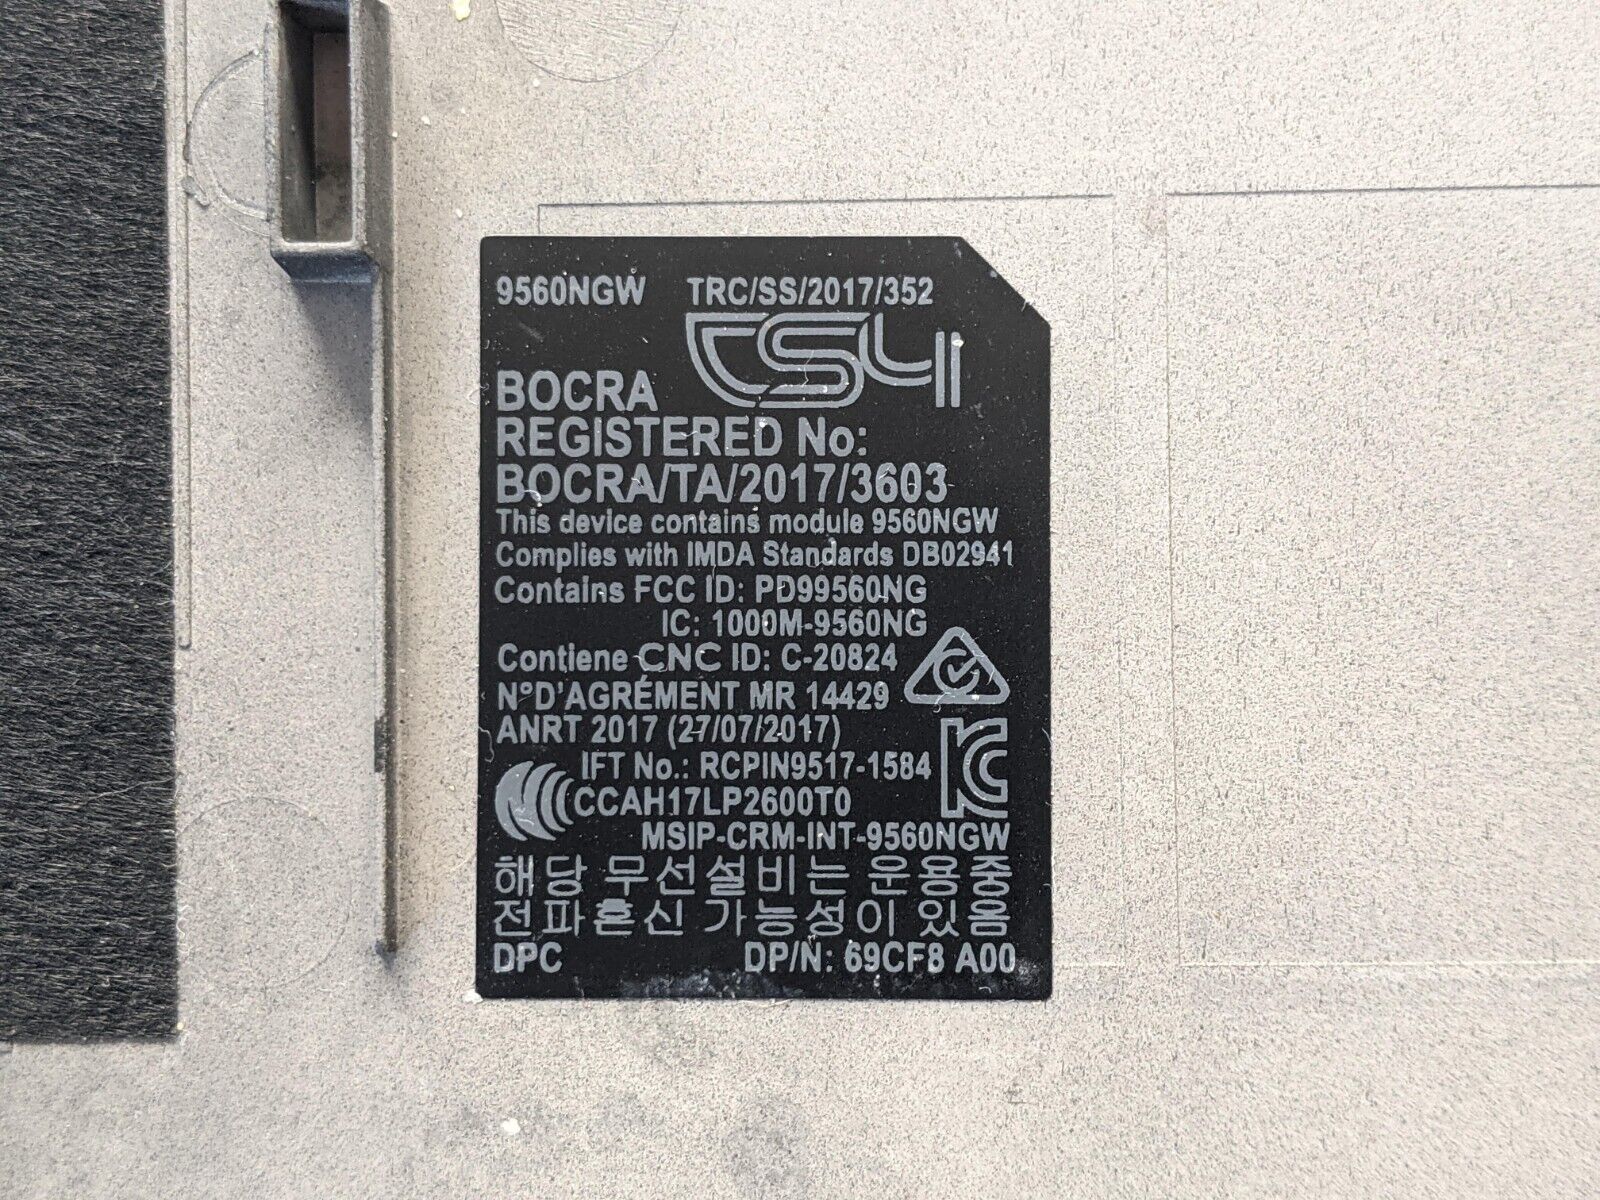 9560NGW TRC/SS/2017/352
BOCRA
REGISTERED No:
BOCRA/TA/2017/3603
This device contains module 9560NGW
Complies with IMDA Standards DB02941
Contains FCC ID: PD99560NG
IC: 1000M-9560NG
Contiene CNC ID: C-20824
N°D'AGRÉMENT MR 14429
ANRT 2017 (27/07/2017)
IFT No.: RCPIN9517-1584
CCAH17LP2600T0
MSIP-CRM-INT-9560NGW
해당 무선설비는 운용중
전파혼신 가능성이 있음
DPC DP/N: 69CF8 A00